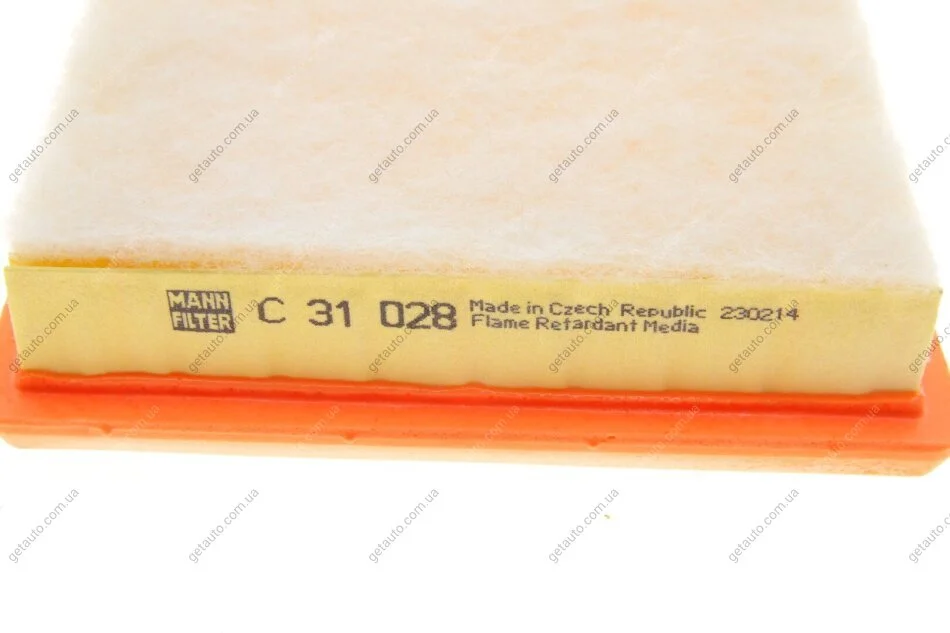 MANN
FILTER
C 31 028
Made in Czech Republic 230214
Flame Retardant Media
getauto.com.ua